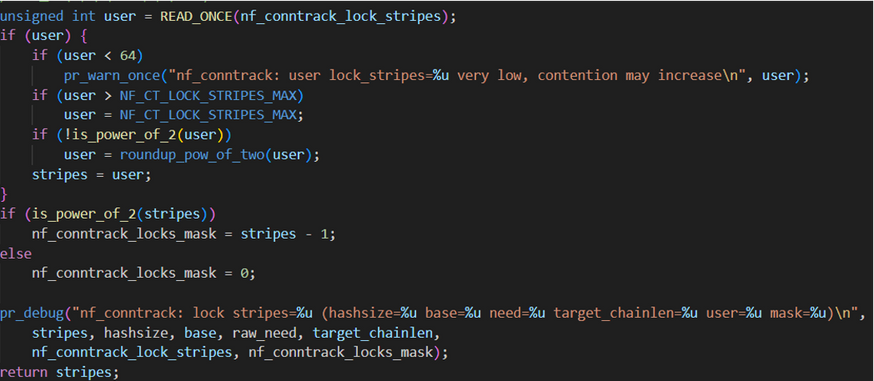 unsigned int user = READ_ONCE(nf_conntrack_lock_stripes);
if (user) {
    if (user < 64)
        pr_warn_once("nf_conntrack: user lock_stripes=%u very low, contention may increase\n", user);
    if (user > NF_CT_LOCK_STRIPES_MAX)
        user = NF_CT_LOCK_STRIPES_MAX;
    if (!is_power_of_2(user))
        user = roundup_pow_of_two(user);
    stripes = user;
}
if (is_power_of_2(stripes))
    nf_conntrack_locks_mask = stripes - 1;
else
    nf_conntrack_locks_mask = 0;

pr_debug("nf_conntrack: lock stripes=%u (hashsize=%u base=%u need=%u target_chainlen=%u user=%u mask=%u)\n",
    stripes, hashsize, base, raw_need, target_chainlen,
    nf_conntrack_lock_stripes, nf_conntrack_locks_mask);
return stripes;